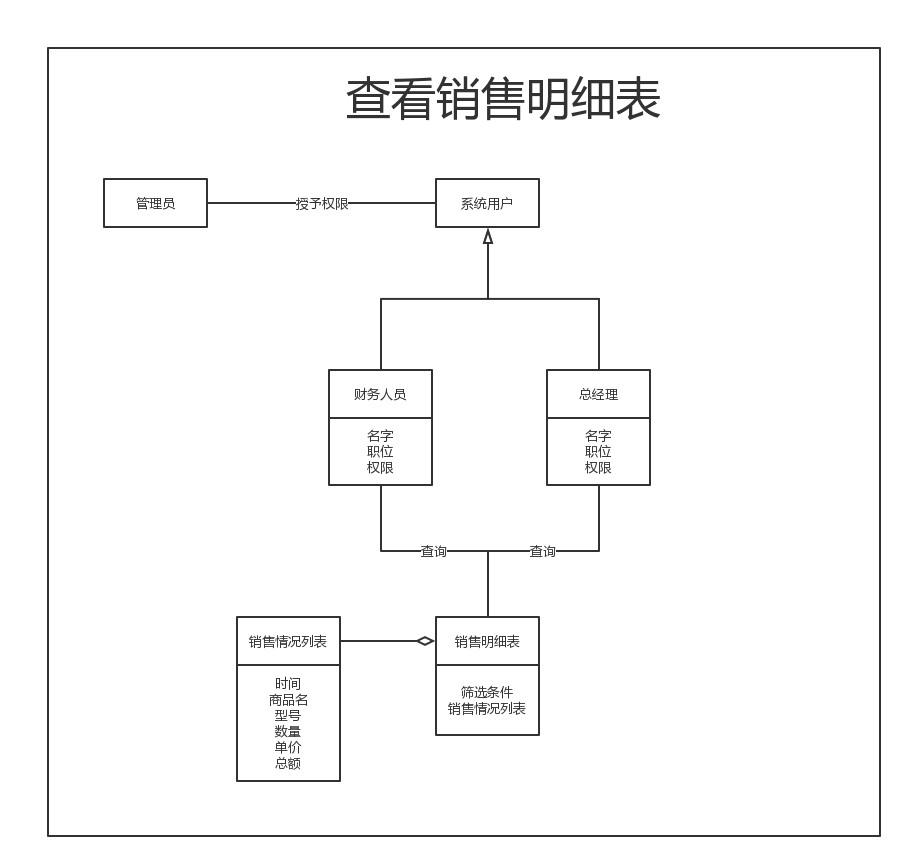 查看销售明细表
管理员
授予权限
系统用户
财务人员
名字
职位
权限
总经理
名字
职位
权限
查询
查询
销售情况列表
时间
商品名
型号
数量
单价
总额
销售明细表
筛选条件
销售情况列表